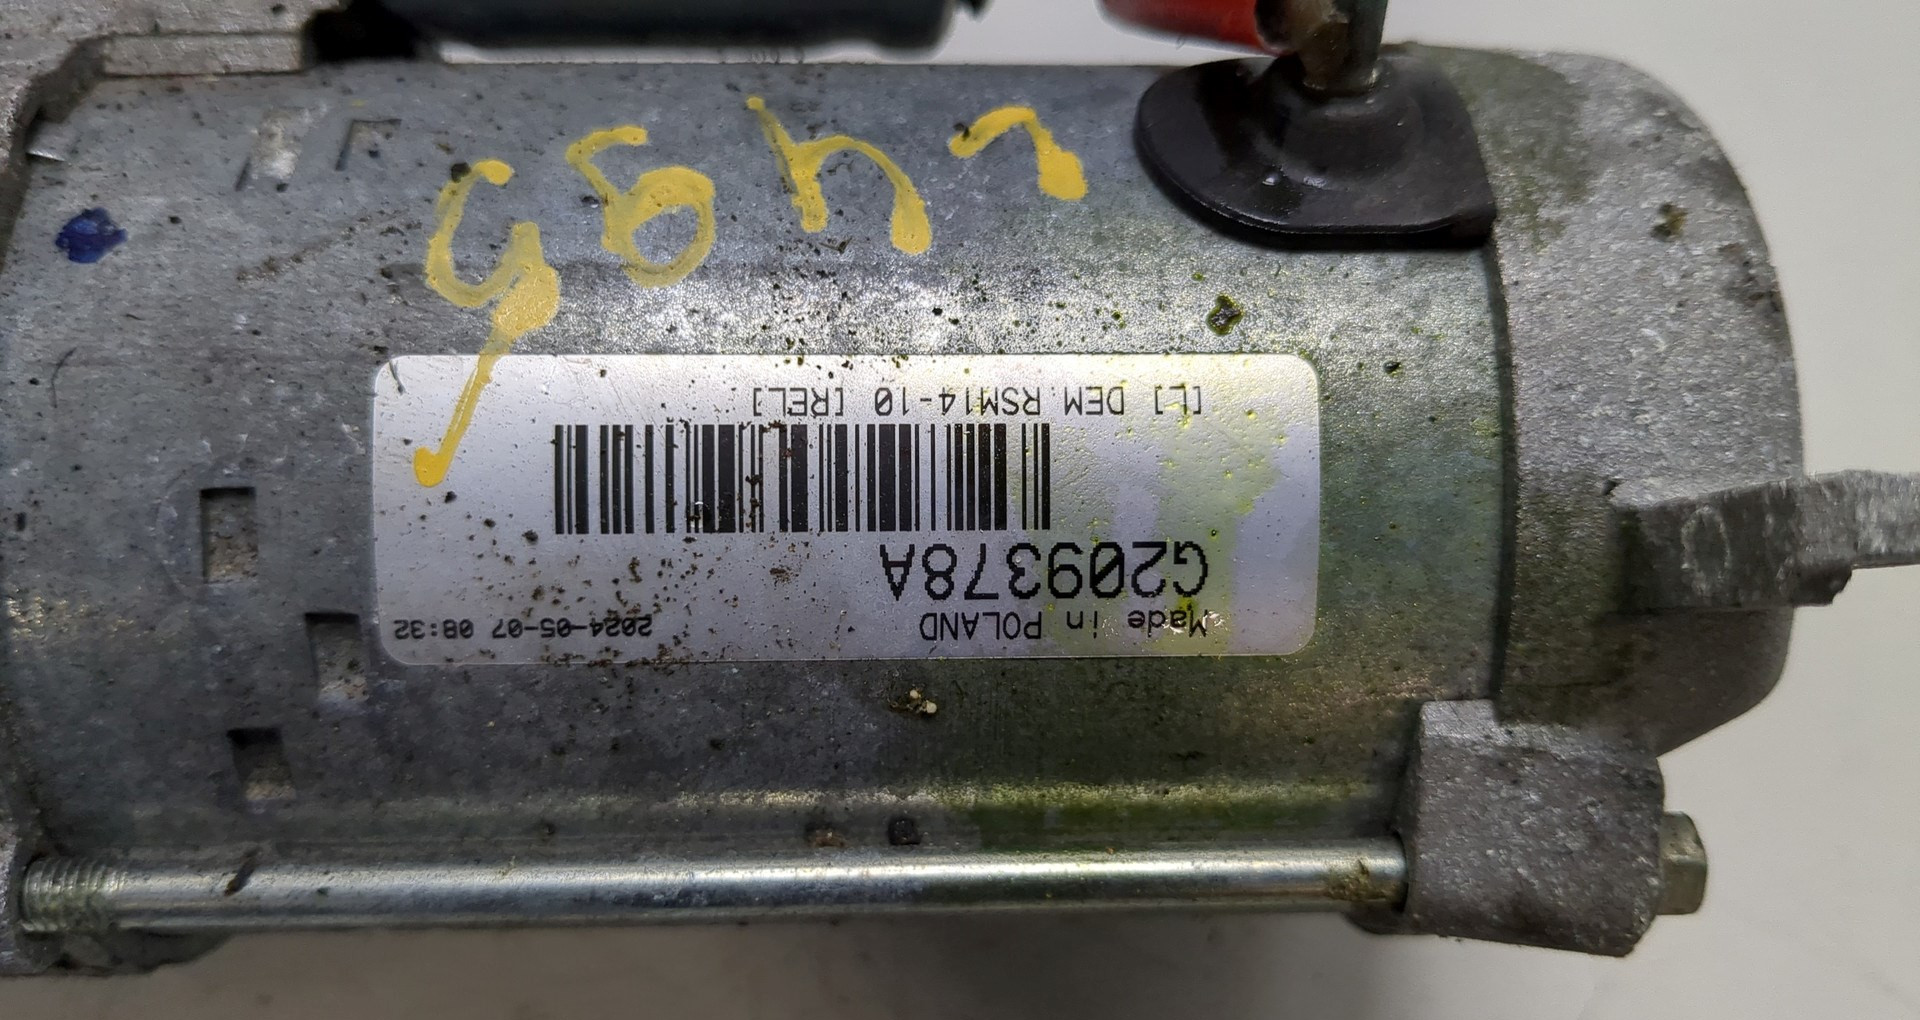 Made in POLAND 2024-05-07 08:32
G209378A
[L] DEM.RSM14-10 [REL]